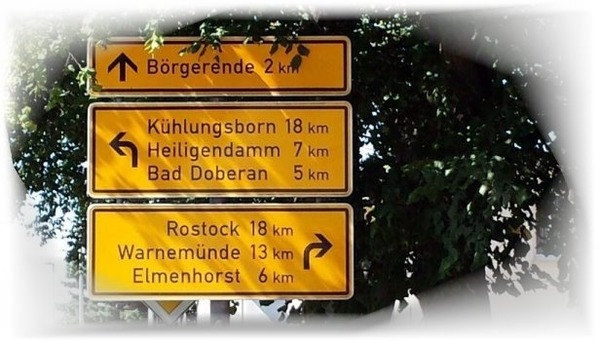 Börgerende 2 km
Kühlungsborn 18 km
Heiligendamm 7 km
Bad Doberan 5 km
Rostock 18 km
Warnemünde 13 km
Elmenhorst 6 km